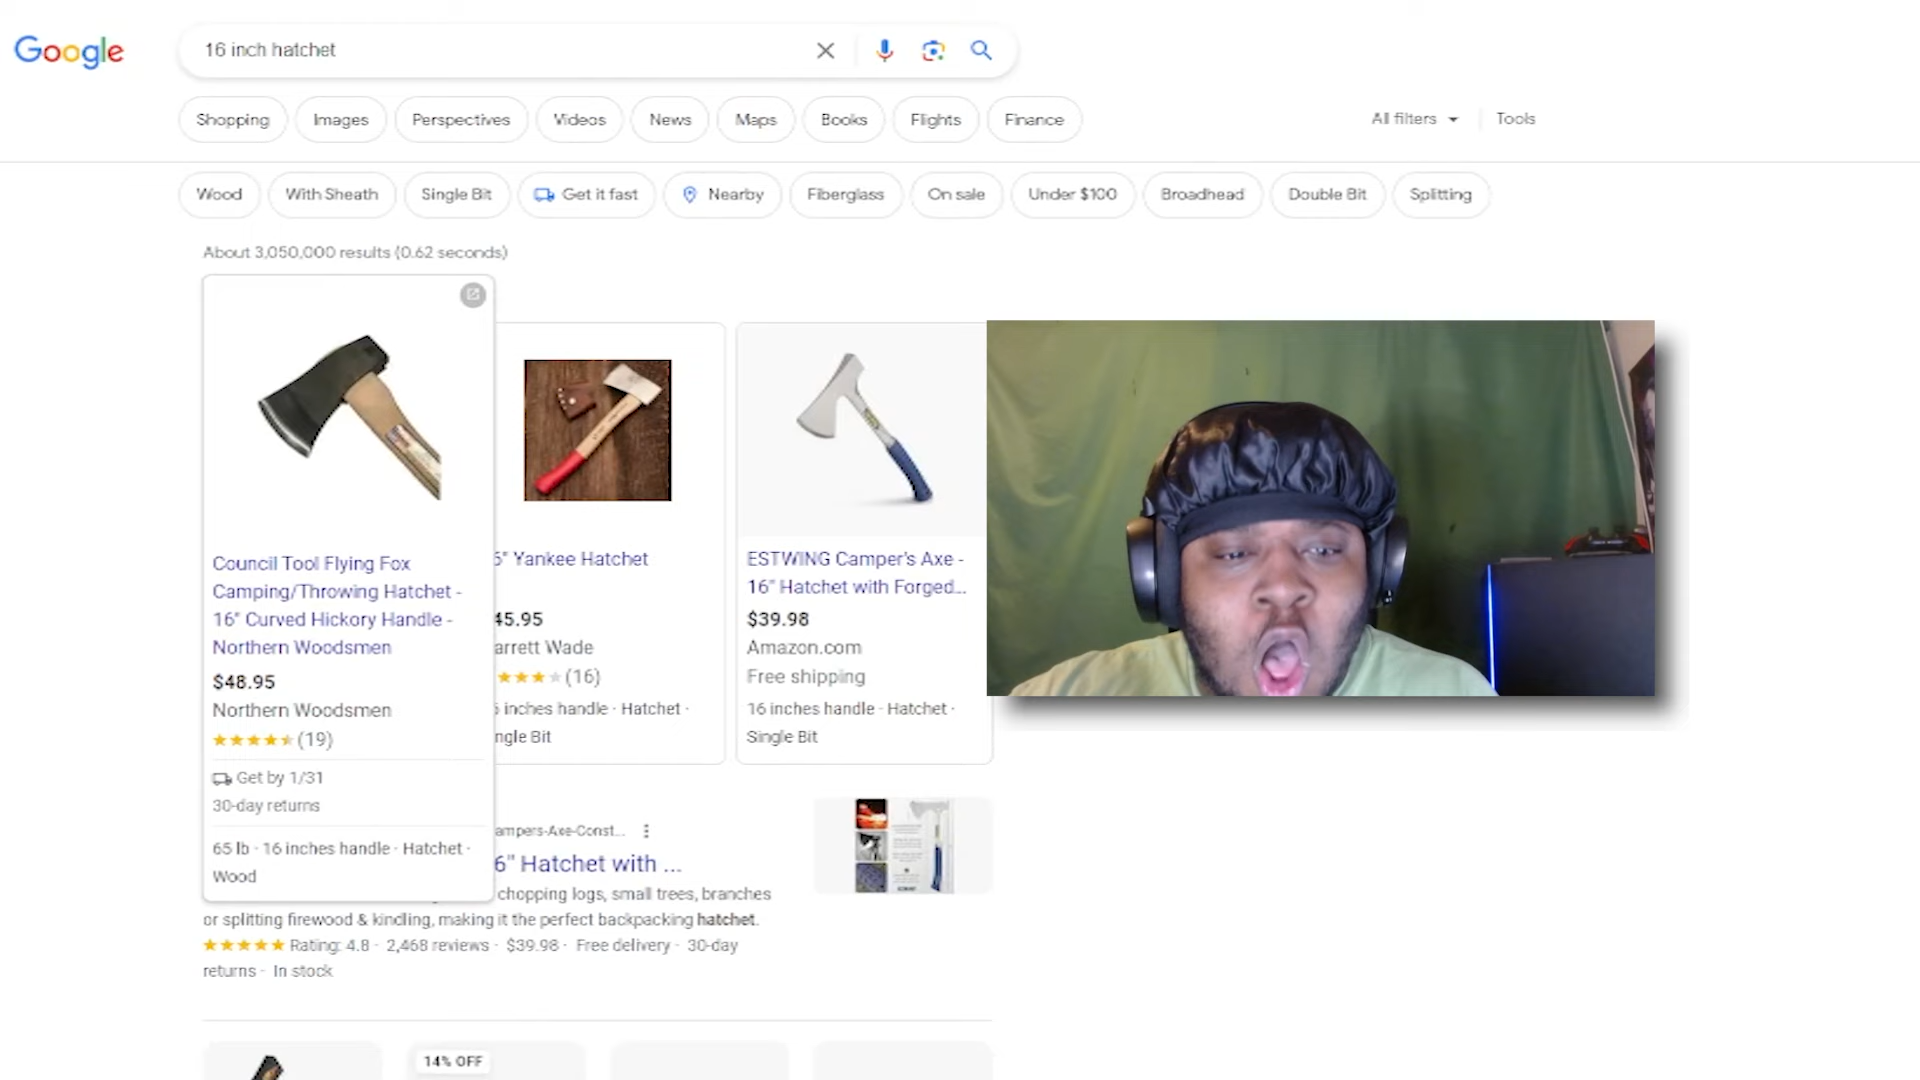 Google
16 inch hatchet
Shopping
Images
Perspectives
Videos
News
Maps
Books
Flights
Finance
All filters
Tools
Wood
With Sheath
Single Bit
Get it fast
Nearby
Fiberglass
On sale
Under $100
Broadhead
Double Bit
Splitting
About 3,050,000 results (0.62 seconds)
Council Tool Flying Fox
Camping/Throwing Hatchet -
16" Curved Hickory Handle -
Northern Woodsmen
$48.95
Northern Woodsmen
(19)
Get by 1/31
30-day returns
65 lb · 16 inches handle · Hatchet ·
Wood
6" Yankee Hatchet
45.95
arrett Wade
(16)
inches handle · Hatchet ·
ngle Bit
ESTWING Camper's Axe -
16" Hatchet with Forged...
$39.98
Amazon.com
Free shipping
16 inches handle · Hatchet ·
Single Bit
ampers-Axe-Const...
6" Hatchet with ...
chopping logs, small trees, branches
or splitting firewood & kindling, making it the perfect backpacking hatchet.
Rating: 4.8 · 2,468 reviews · $39.98 · Free delivery · 30-day
returns · In stock
14% OFF